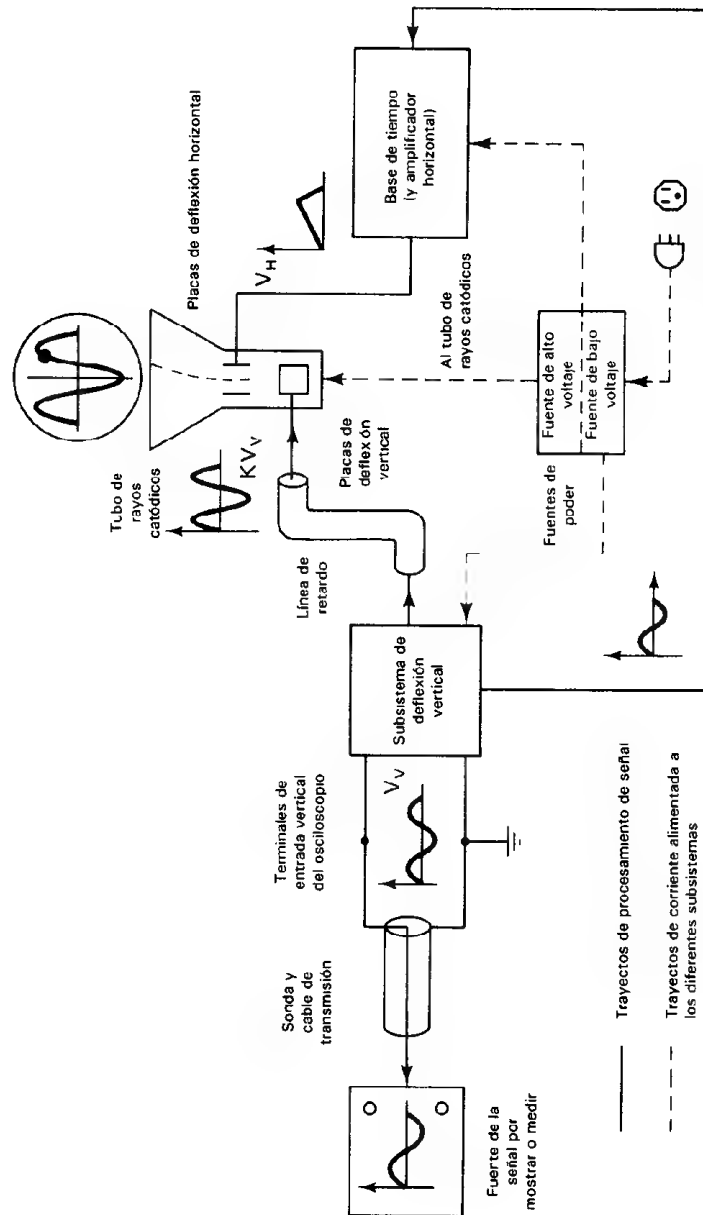 Fuerte de la
señal por
mostrar o medir
Sonda y
cable de
transmisión
Terminales de
entrada vertical
del osciloscopio
V_V
Subsistema de
deflexión
vertical
Línea de
retardo
Tubo de
rayos
catódicos
KV_V
Placas de
deflexón
vertical
Placas de deflexión horizontal
V_H
Al tubo de
rayos catódicos
Base de tiempo
(y amplificador
horizontal)
Fuentes de
poder
Fuente de alto
voltaje
Fuente de bajo
voltaje
Trayectos de procesamiento de señal
Trayectos de corriente alimentada a
los diferentes subsistemas